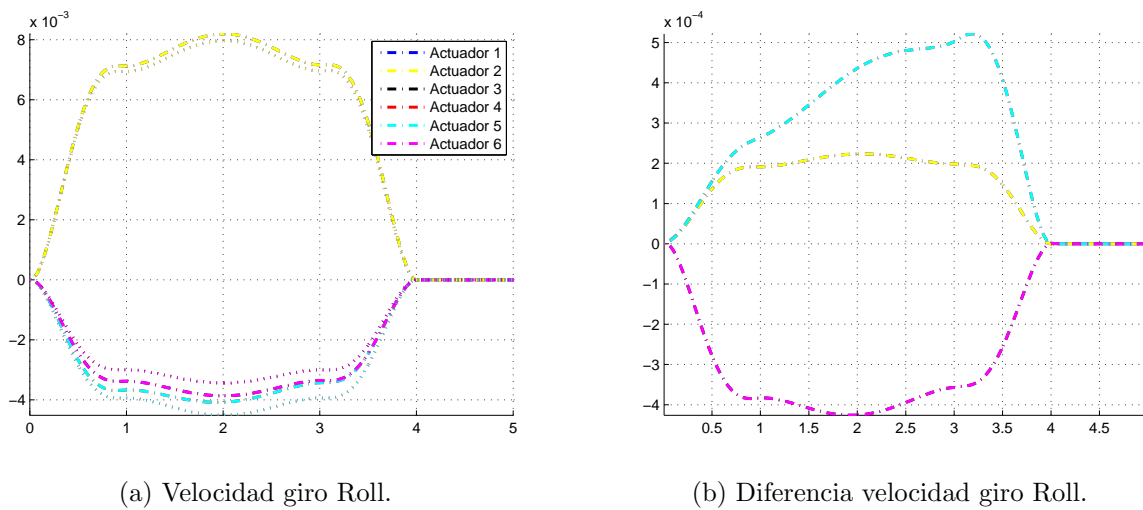 x 10⁻³
8
6
4
2
0
−2
−4
0 1 2 3 4 5
Actuador 1
Actuador 2
Actuador 3
Actuador 4
Actuador 5
Actuador 6
(a) Velocidad giro Roll.
x 10⁻⁴
5
4
3
2
1
0
−1
−2
−3
−4
0.5 1 1.5 2 2.5 3 3.5 4 4.5
(b) Diferencia velocidad giro Roll.